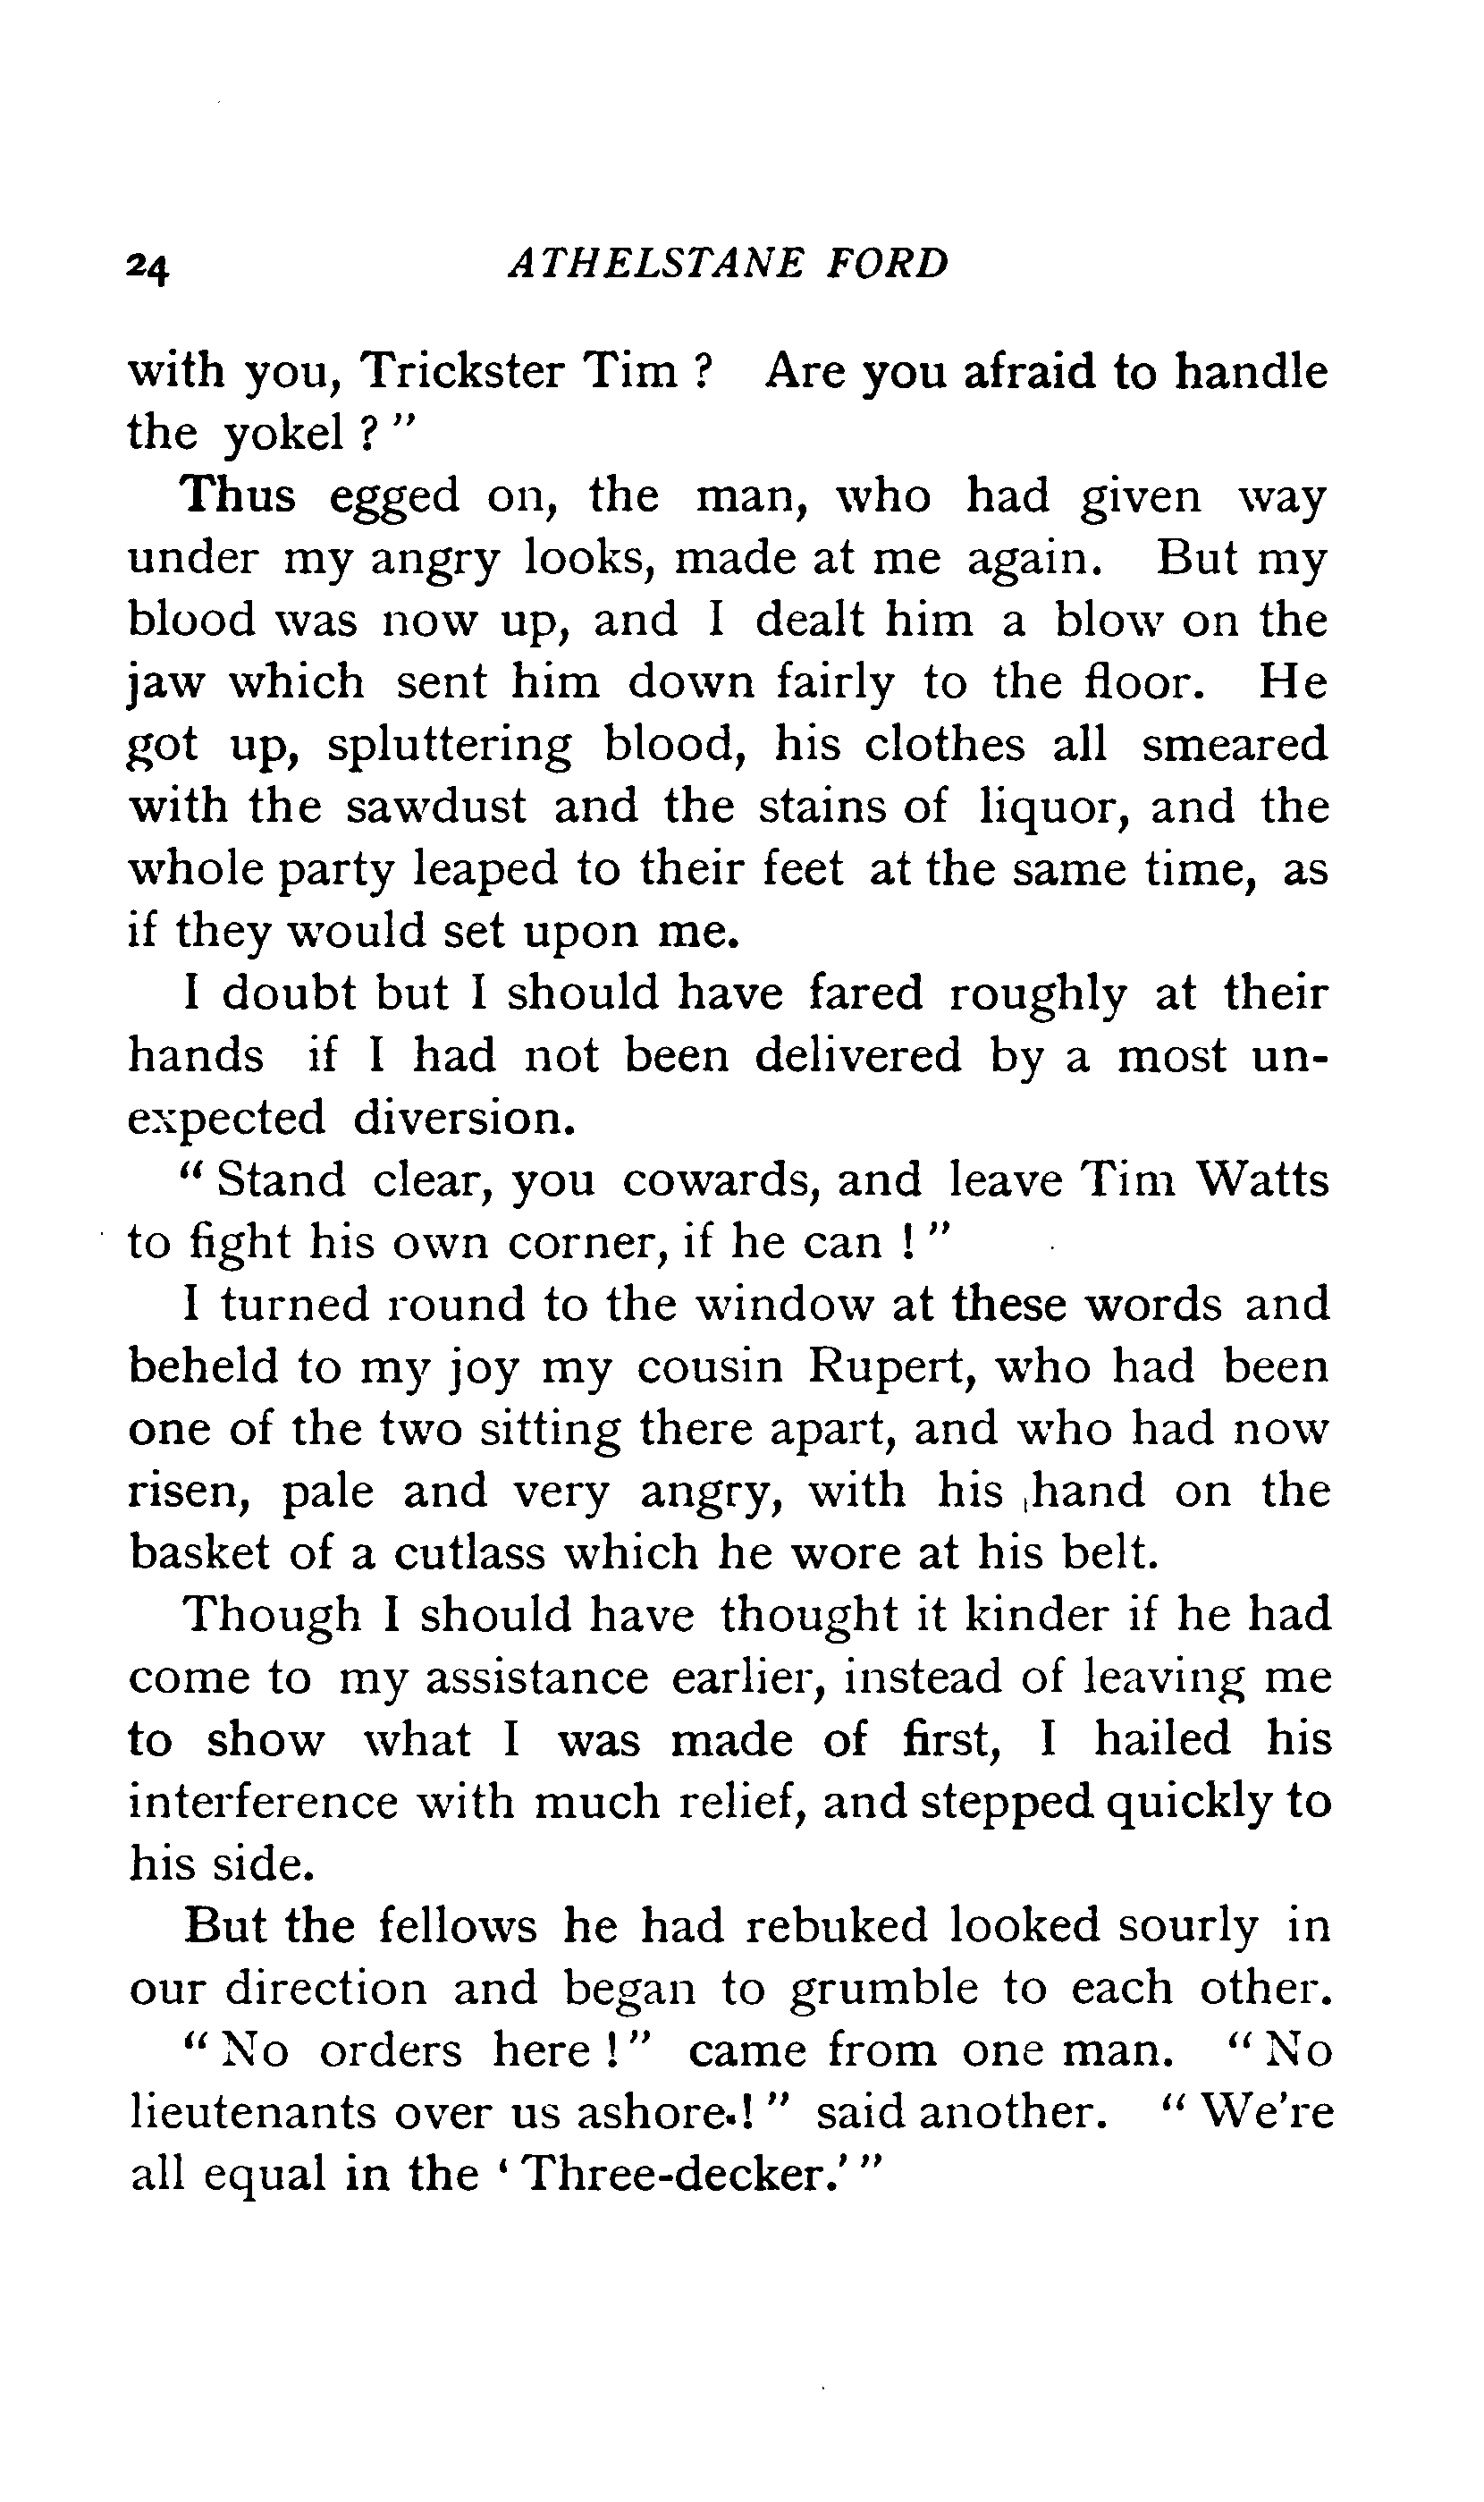 24 ATHELSTANE FORD
with you, Trickster Tim ? Are you afraid to handle
the yokel ? "
Thus egged on, the man, who had given way
under my angry looks, made at me again. But my
blood was now up, and I dealt him a blow on the
jaw which sent him down fairly to the floor. He
got up, spluttering blood, his clothes all smeared
with the sawdust and the stains of liquor, and the
whole party leaped to their feet at the same time, as
if they would set upon me.
I doubt but I should have fared roughly at their
hands if I had not been delivered by a most un-
expected diversion.
" Stand clear, you cowards, and leave Tim Watts
to fight his own corner, if he can ! "
I turned round to the window at these words and
beheld to my joy my cousin Rupert, who had been
one of the two sitting there apart, and who had now
risen, pale and very angry, with his hand on the
basket of a cutlass which he wore at his belt.
Though I should have thought it kinder if he had
come to my assistance earlier, instead of leaving me
to show what I was made of first, I hailed his
interference with much relief, and stepped quickly to
his side.
But the fellows he had rebuked looked sourly in
our direction and began to grumble to each other.
" No orders here ! " came from one man. " No
lieutenants over us ashore.! " said another. " We're
all equal in the ' Three-decker.' "